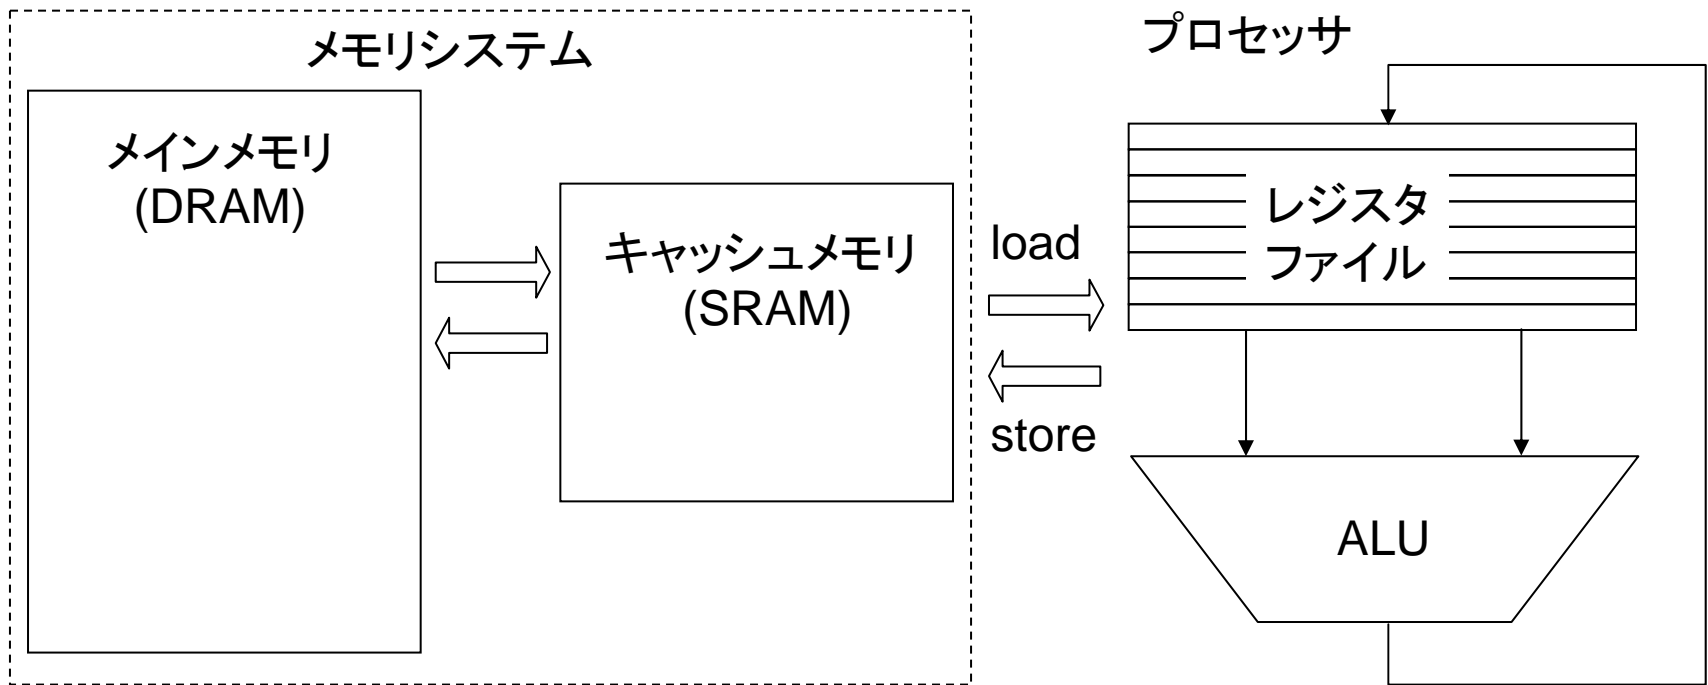 メモリシステム
メインメモリ
(DRAM)
キャッシュメモリ
(SRAM)
load
store
プロセッサ
レジスタ
ファイル
ALU